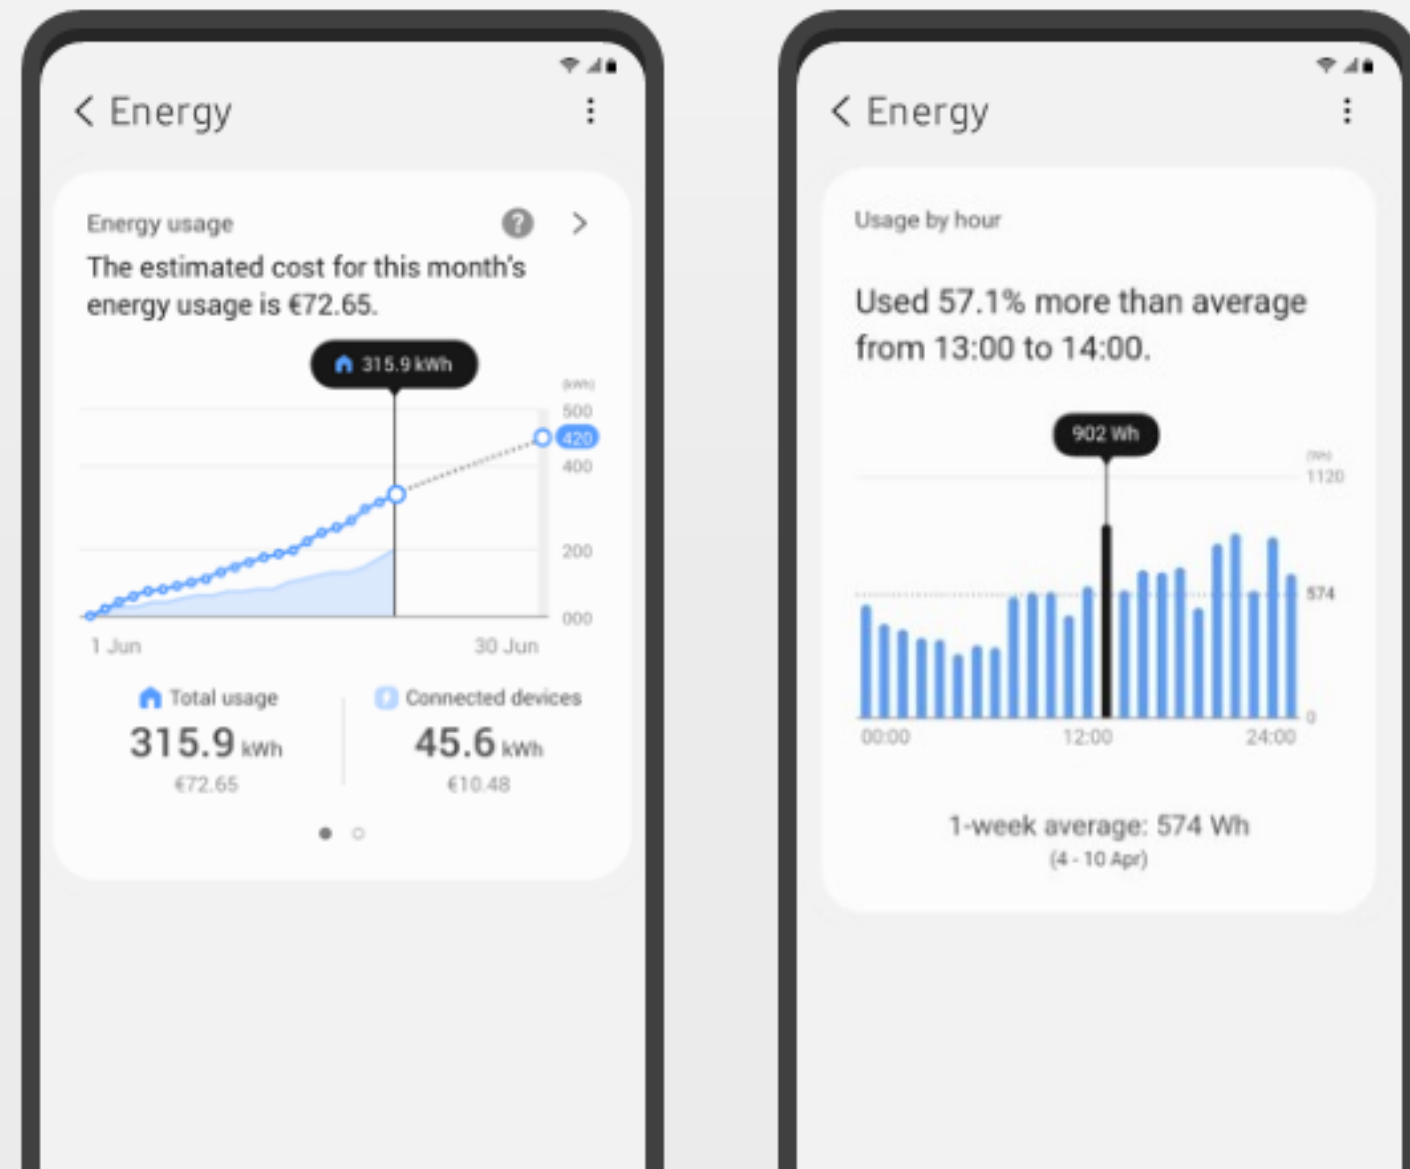 Energy
Energy usage
?
The estimated cost for this month's
energy usage is €72.65.
315.9 kWh
(kWh)
500
420
400
200
000
1 Jun
30 Jun
Total usage
315.9 kWh
€72.65
Connected devices
45.6 kWh
€10.48
Energy
Usage by hour
Used 57.1% more than average
from 13:00 to 14:00.
902 Wh
(Wh)
1120
574
0
00:00
12:00
24:00
1-week average: 574 Wh
(4 - 10 Apr)